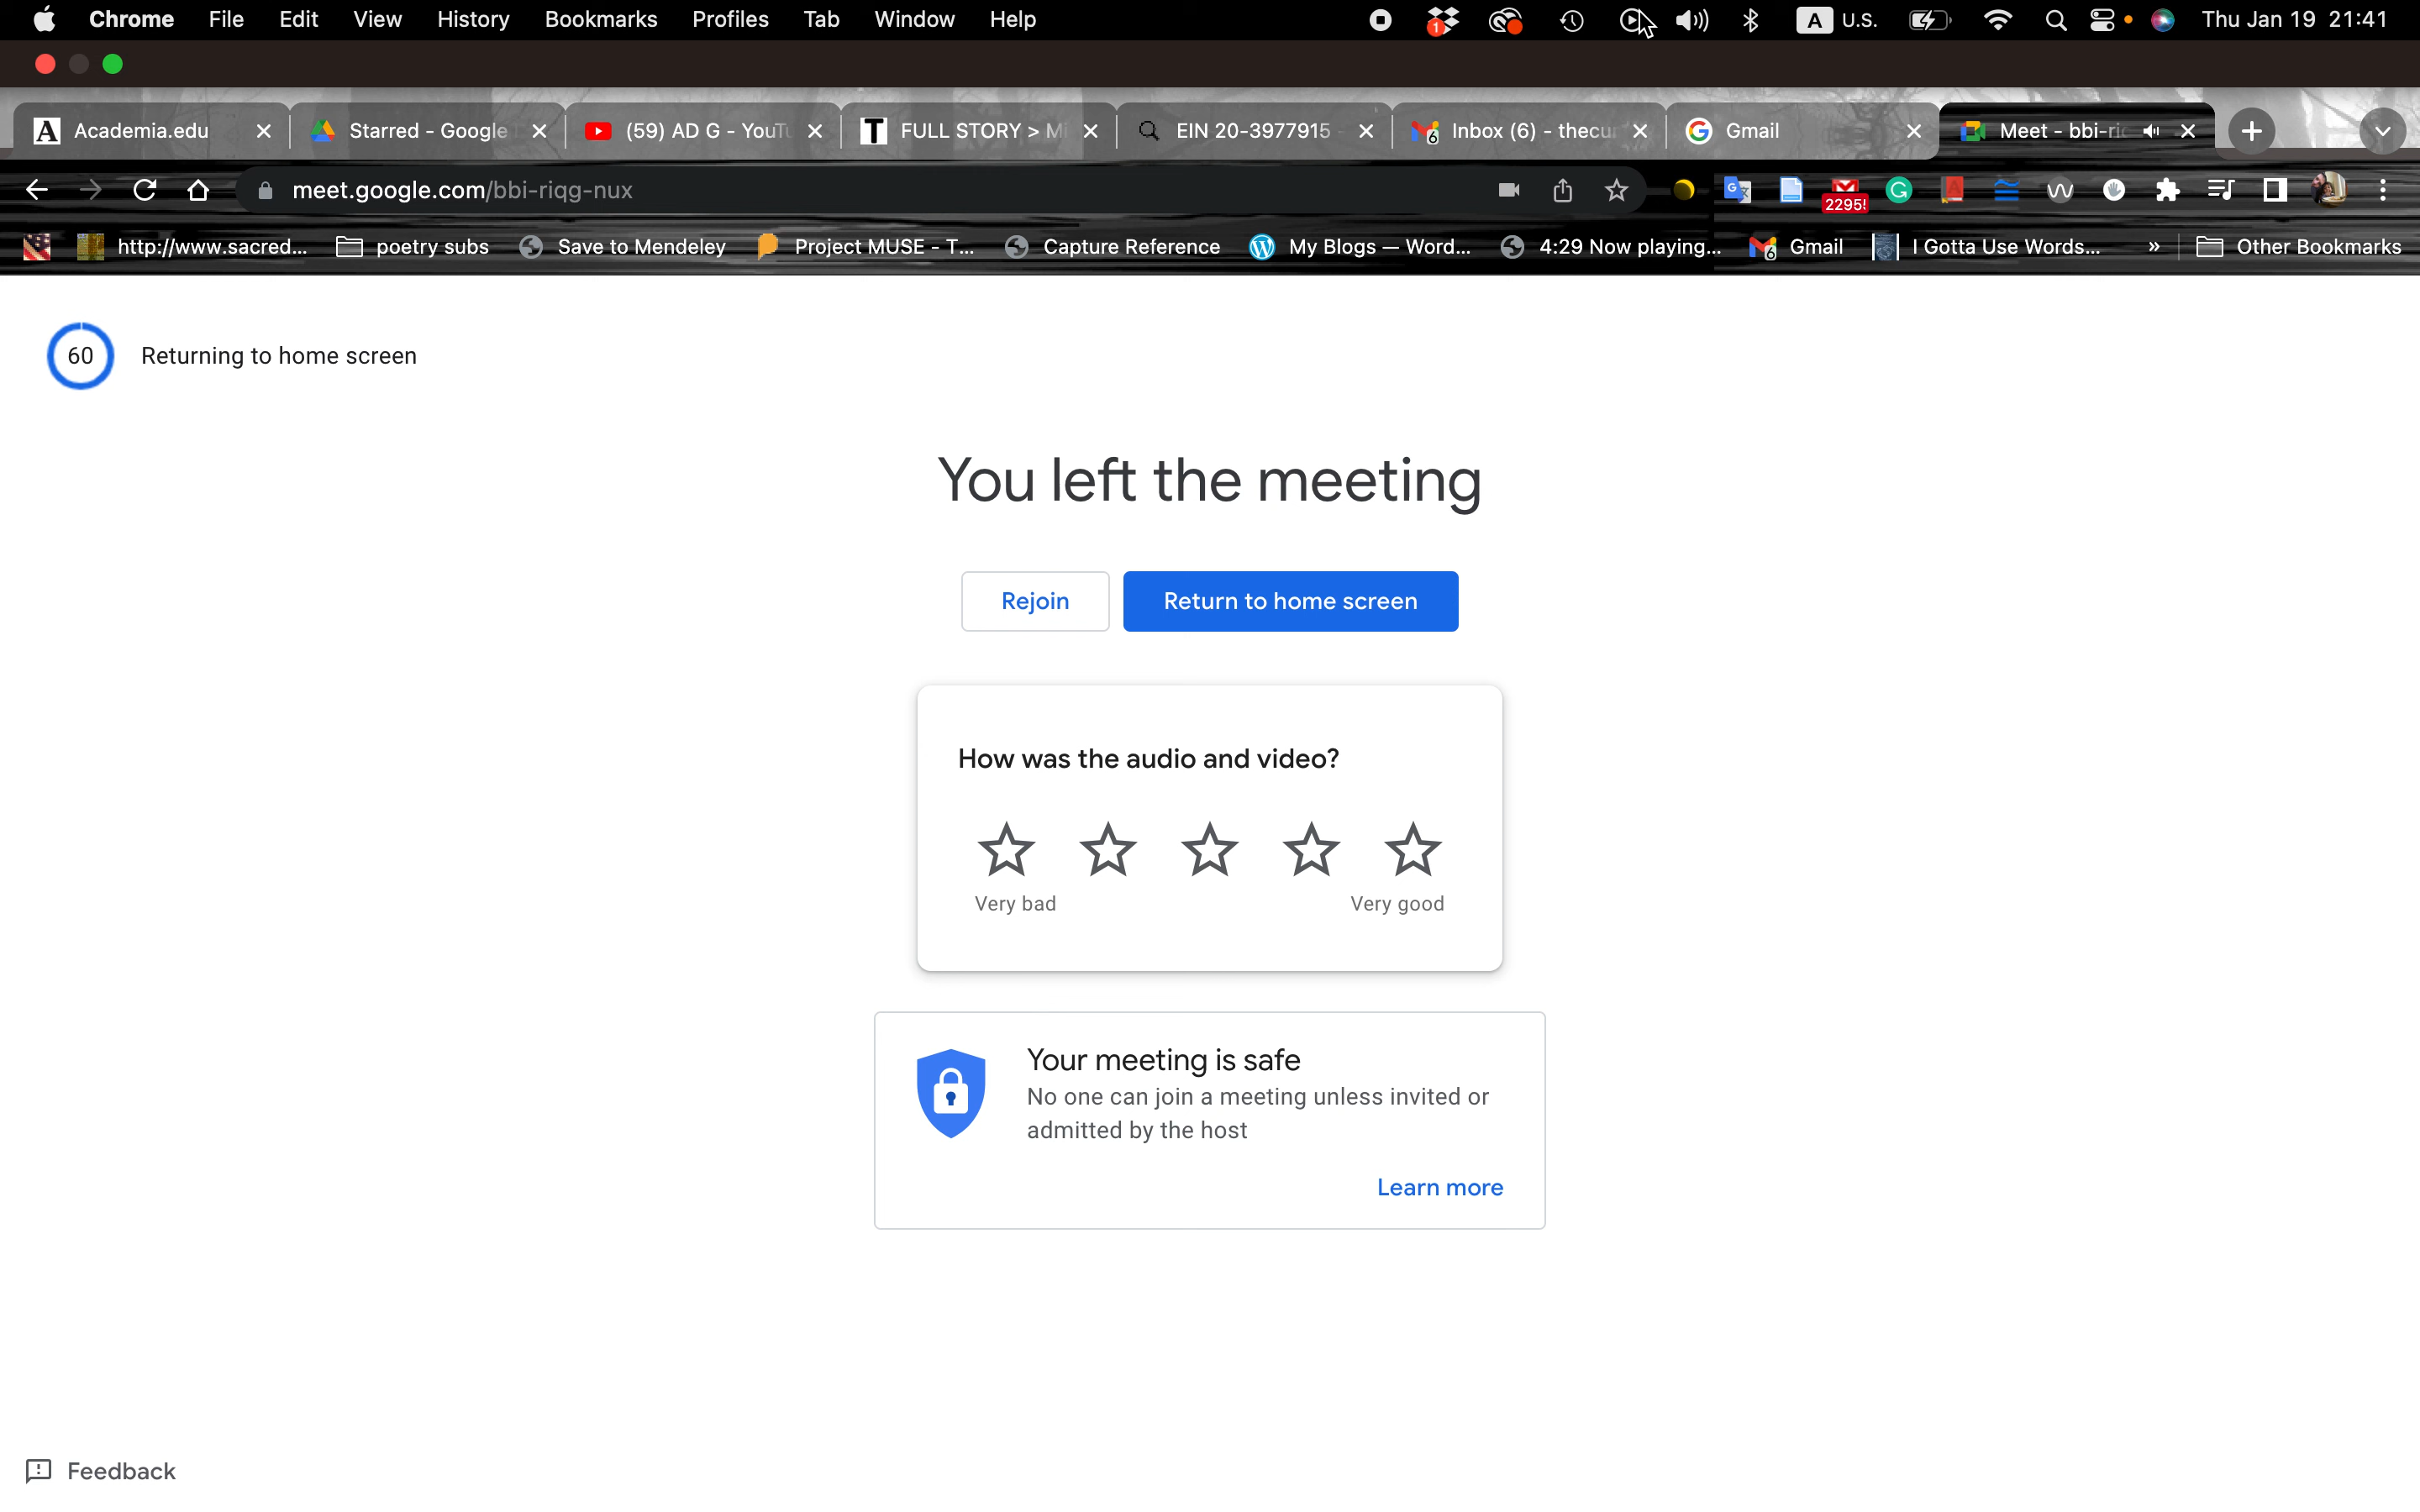 Chrome File Edit View History Bookmarks Profiles Tab Window Help 1 A U.S. Thu Jan 19 21:41
A Academia.edu (59) AD G - YouTu T FULL STORY > Mi EIN 20-3977915 6 Inbox (6) - thecu G Gmail Meet - bbi-ri
Starred - Google
meet.google.com/bbi-riqg-nux 2295!
http://www.sacred... poetry subs Save to Mendeley Project MUSE - T... Capture Reference My Blogs — Word... 4:29 Now playing... 6 Gmail I Gotta Use Words... » Other Bookmarks
60 Returning to home screen
You left the meeting
Rejoin Return to home screen
How was the audio and video?
Very bad Very good
Your meeting is safe
No one can join a meeting unless invited or
admitted by the host
Learn more
Feedback